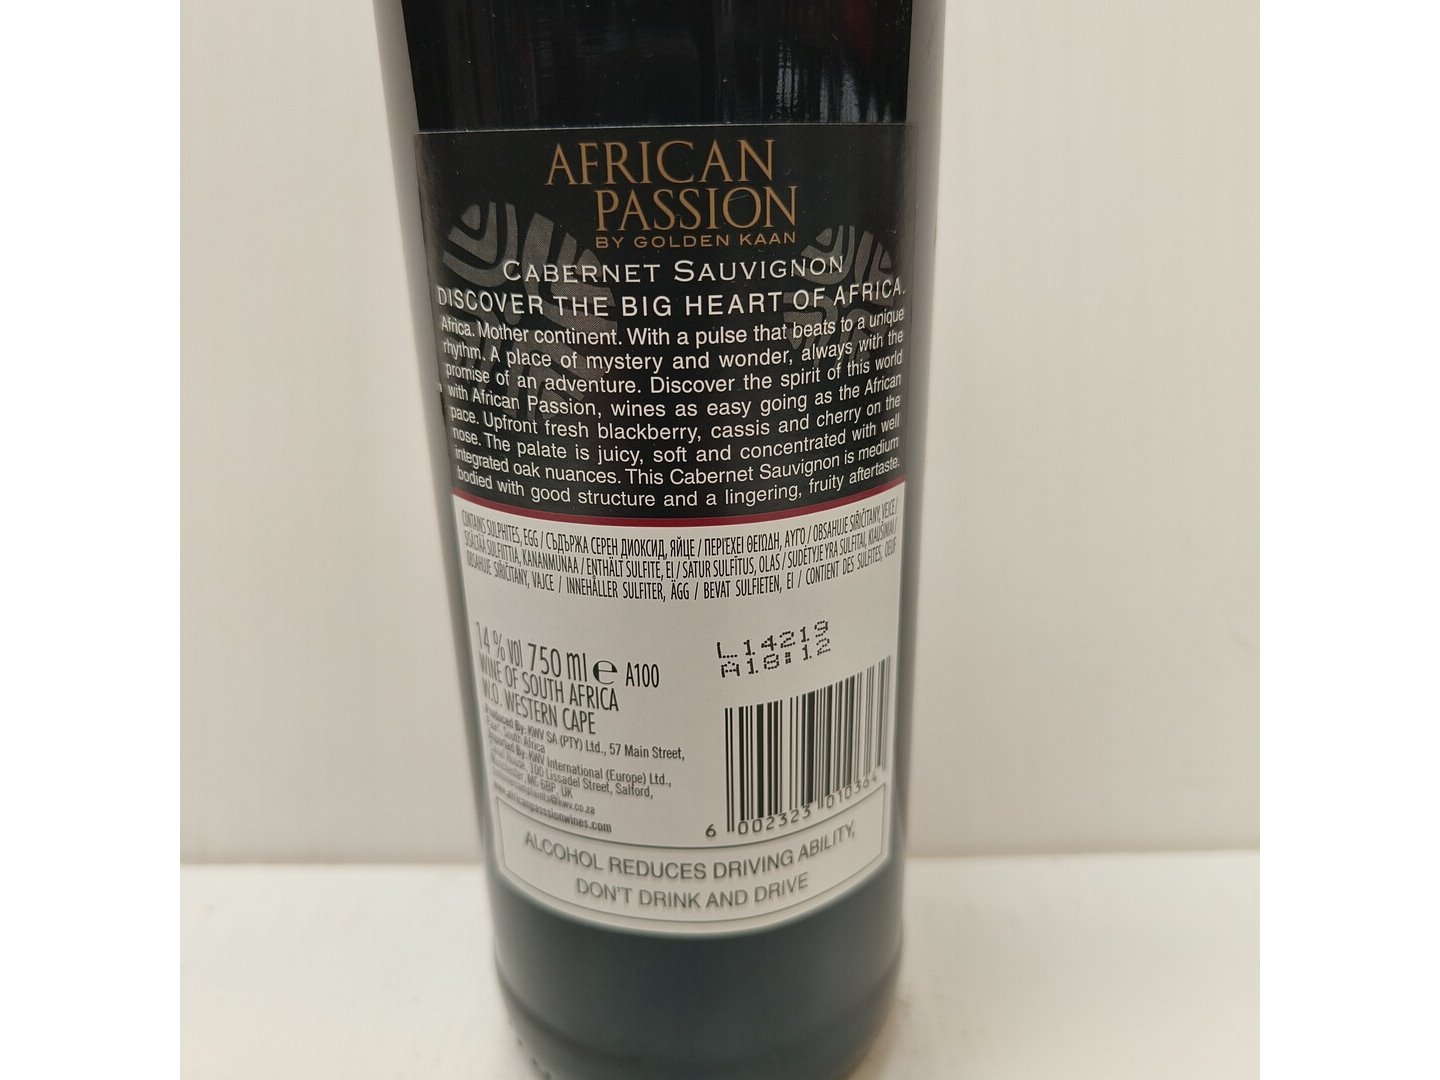 AFRICAN
PASSION
BY GOLDEN KAAN
CABERNET SAUVIGNON
DISCOVER THE BIG HEART OF AFRICA.
Africa. Mother continent. With a pulse that beats to a unique
rhythm. A place of mystery and wonder, always with the
promise of an adventure. Discover the spirit of this world
with African Passion, wines as easy going as the African
pace. Upfront fresh blackberry, cassis and cherry on the
nose. The palate is juicy, soft and concentrated with well
integrated oak nuances. This Cabernet Sauvignon is medium
bodied with good structure and a lingering, fruity aftertaste.
CONTAINS SULPHITES, EGG / СЪДЪРЖА СЕРЕН ДИОКСИД, ЯЙЦЕ / ΠΕΡΙΈΧΕΙ ΘΕΙΏΔΗ, ΑΥΓΌ / OBSAHUJE SIŘIČITANY, VEJCE /
SISÄLTÄÄ SULFIITTIA, KANANMUNAA / ENTHÄLT SULFITE, EI / SATUR SULFĪTUS, OLAS / SUDĖTYJE YRA SULFITAI, KIAUŠINIAI /
OBSAHUJE SIRIČITANY, VAJCE / INNEHÅLLER SULFITER, ÄGG / BEVAT SULFIETEN, EI / CONTIENT DES SULFITES, OEUF
14 % vol 750 ml e A100
WINE OF SOUTH AFRICA
W.O. WESTERN CAPE
L14219
A18:12
Produced By: KWV SA (PTY) Ltd., 57 Main Street,
Paarl, South Africa
Imported By: KWV International (Europe) Ltd.,
House, 100 Lissadel Street, Salford,
Manchester, M6 6BP, UK
www.africanpasssionwines.com
6 002323 010364
ALCOHOL REDUCES DRIVING ABILITY,
DON'T DRINK AND DRIVE